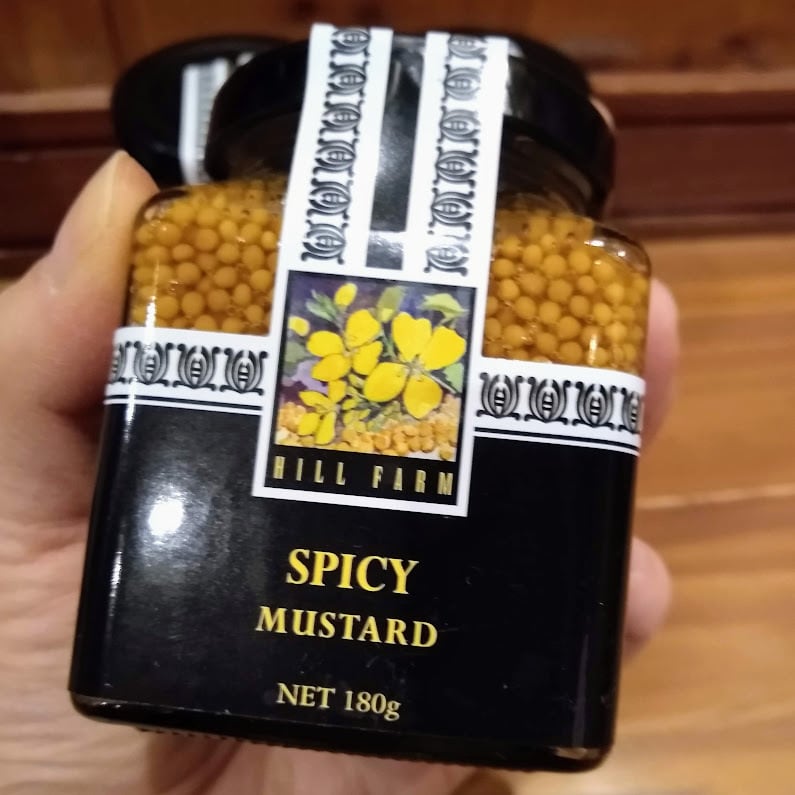 HILL FARM
SPICY
MUSTARD
NET 180g